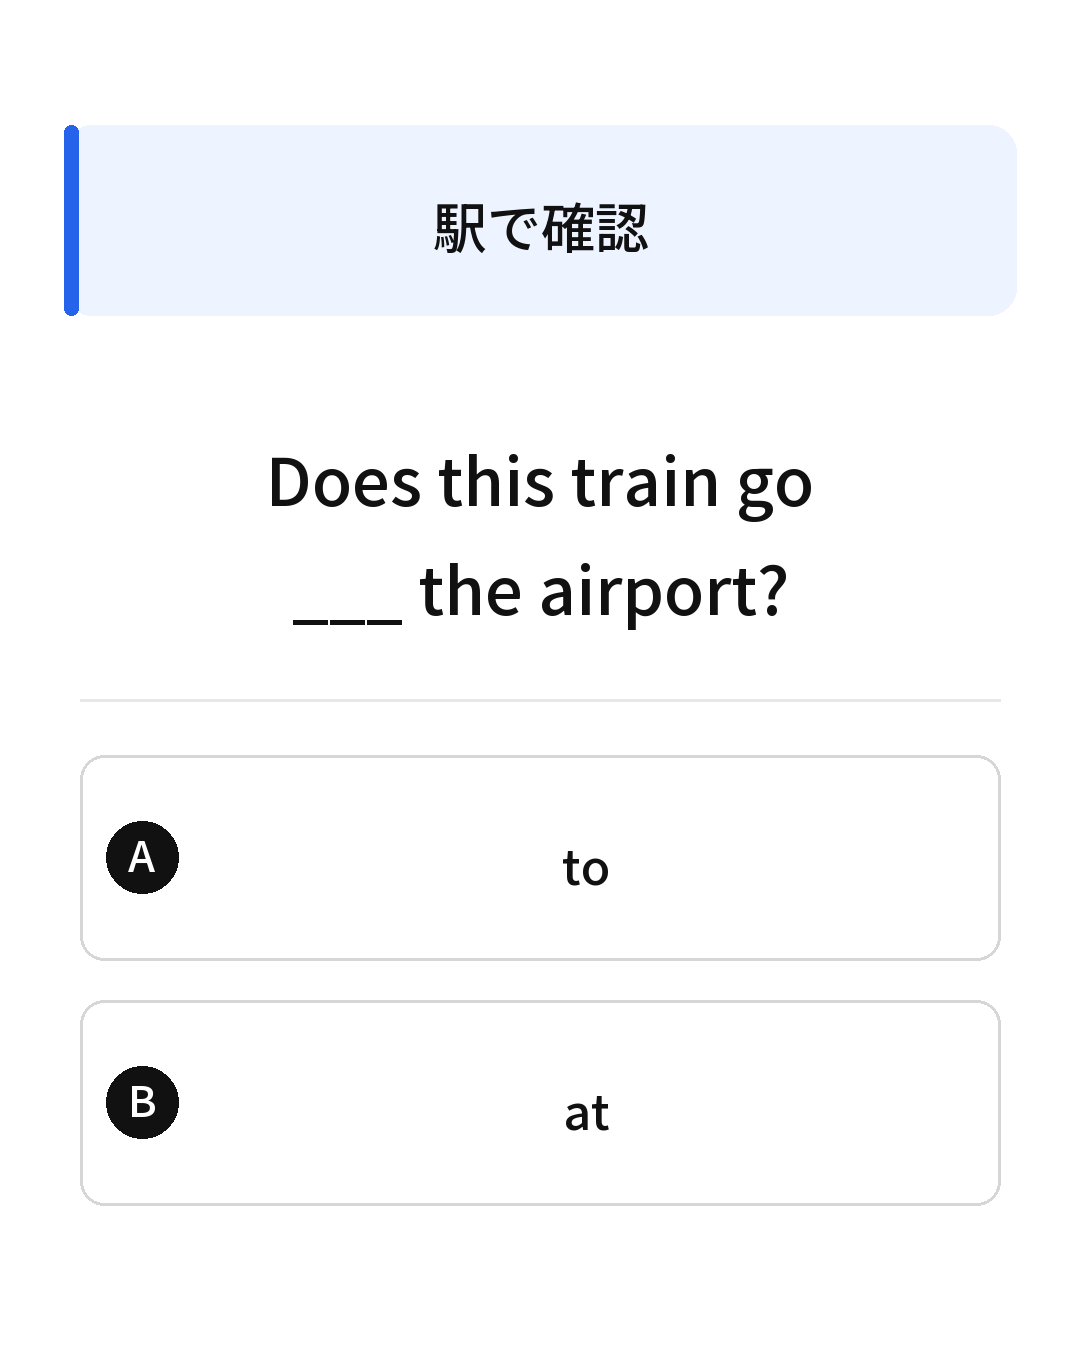 駅で確認
Does this train go
___ the airport?
A to
B at